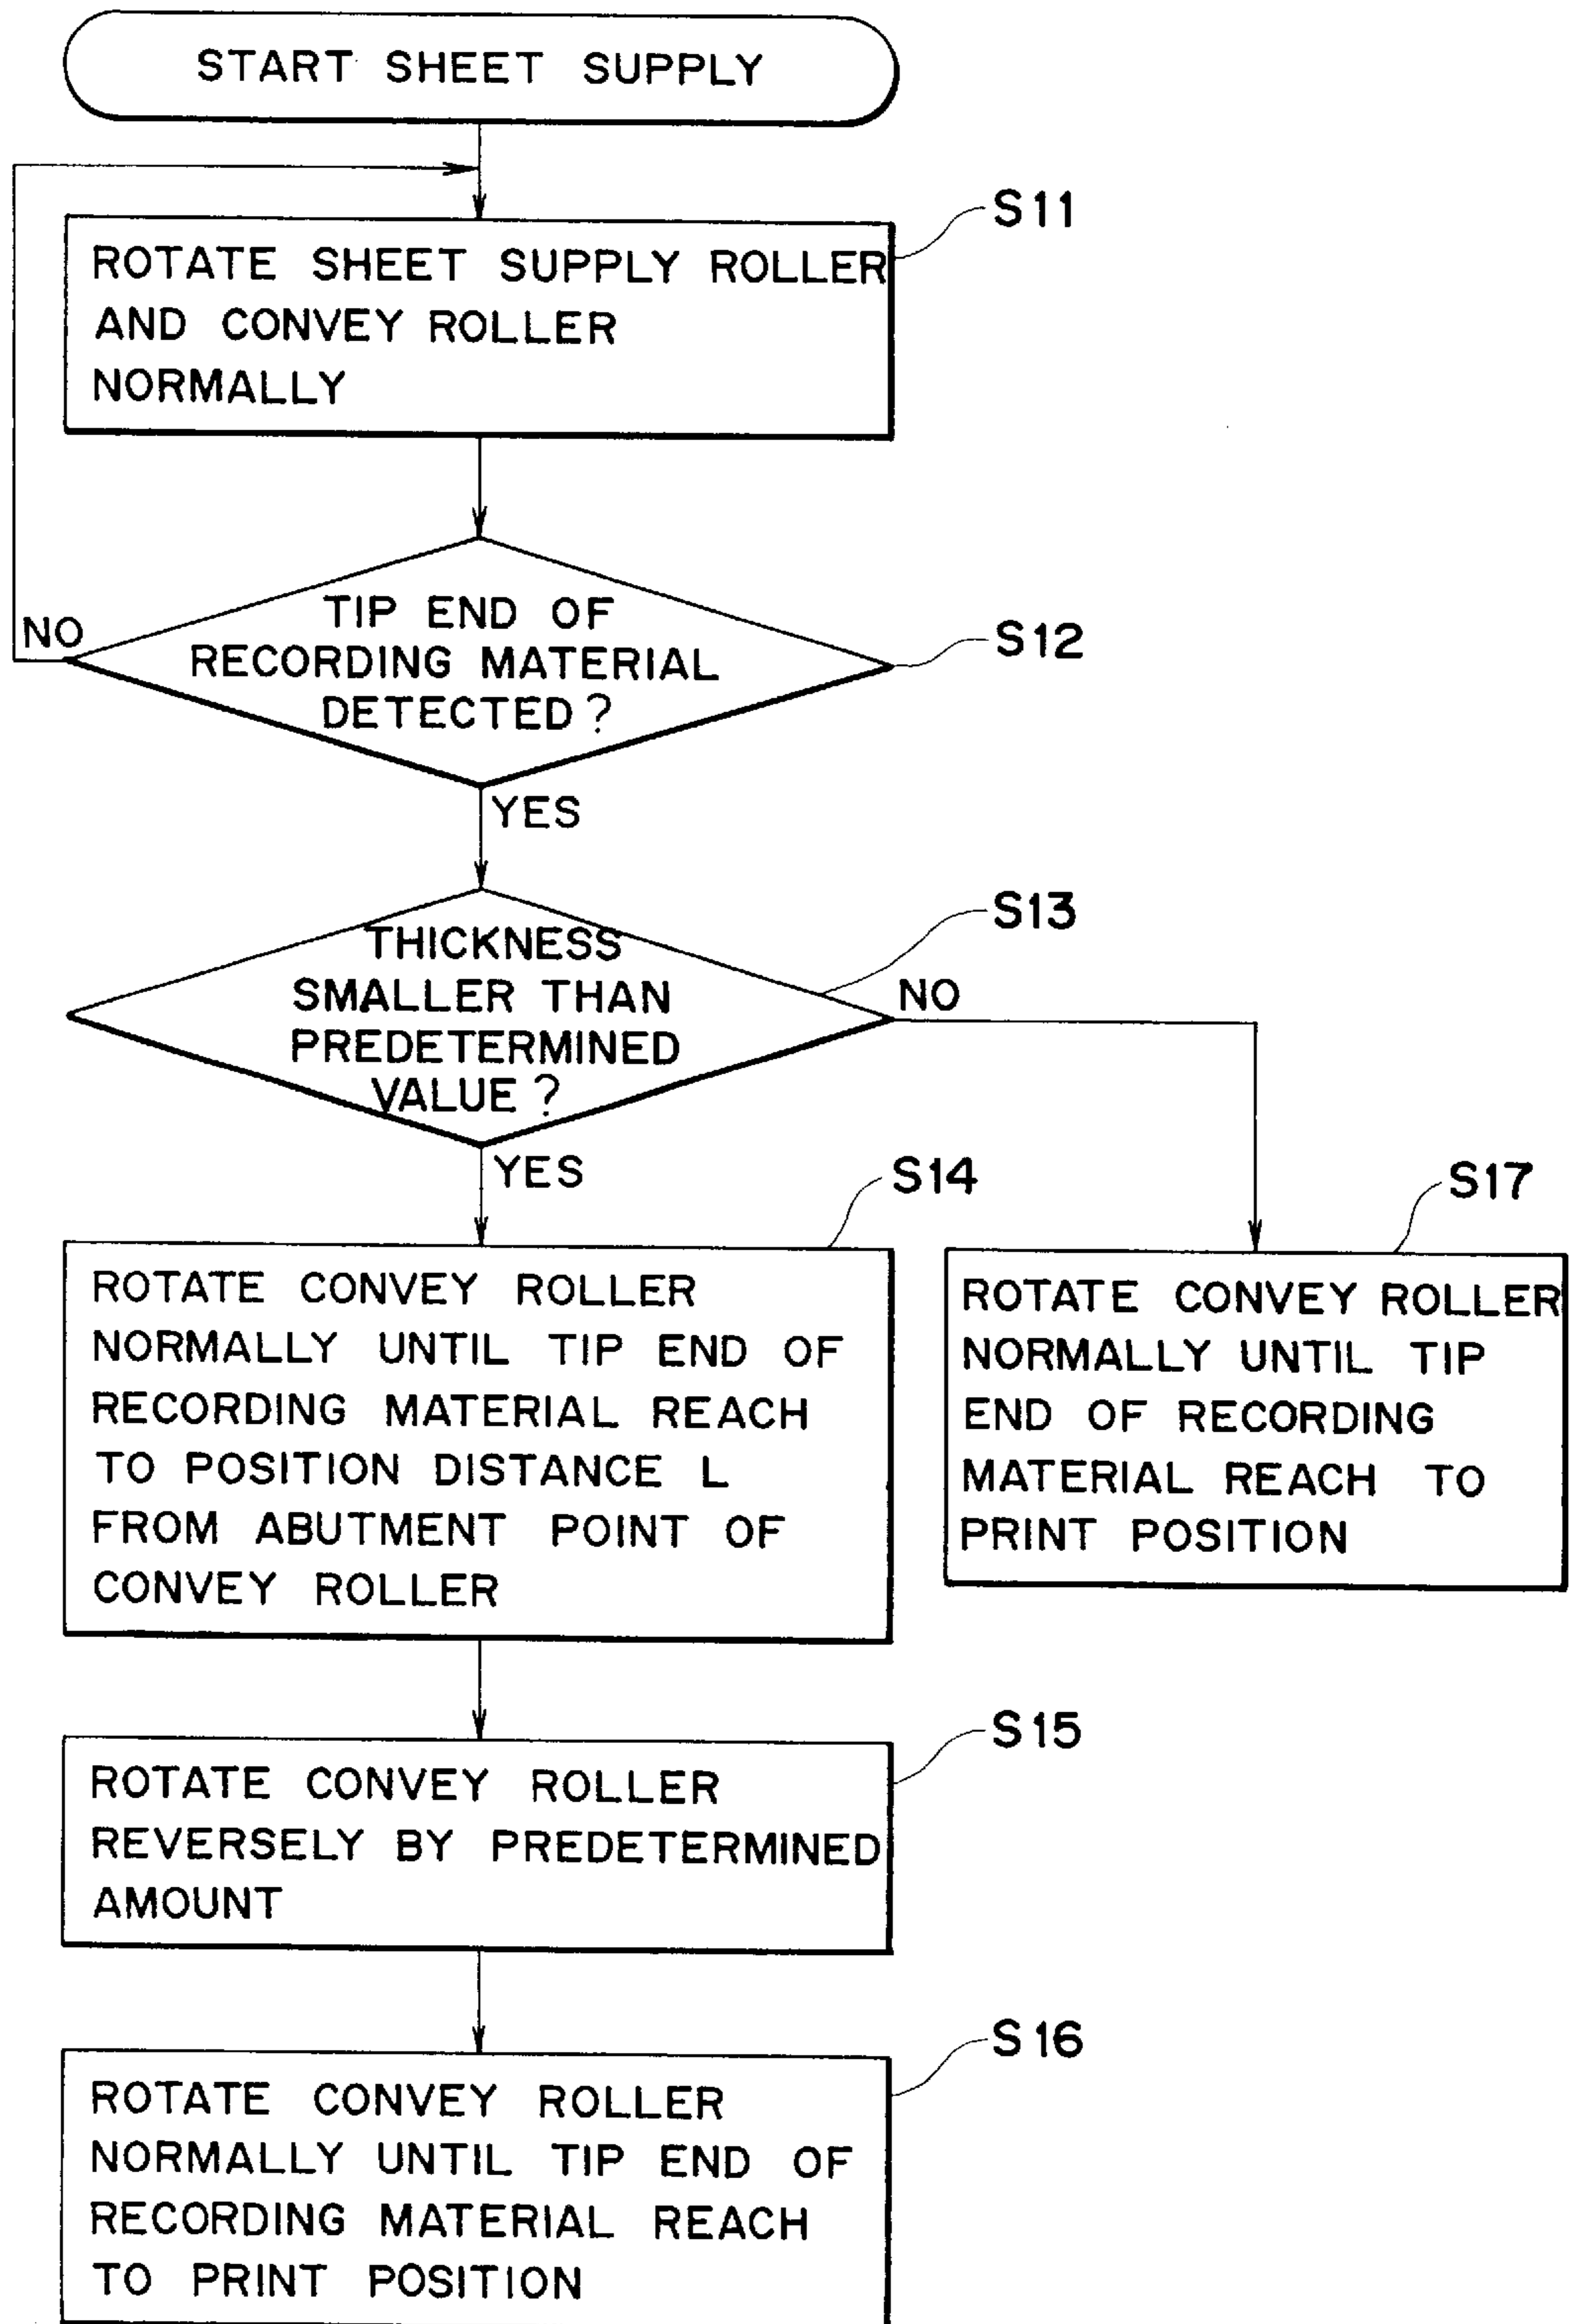 START SHEET SUPPLY
S11
ROTATE SHEET SUPPLY ROLLER
AND CONVEY ROLLER
NORMALLY
TIP END OF
RECORDING MATERIAL
DETECTED?
NO
S12
YES
S13
THICKNESS
SMALLER THAN
PREDETERMINED
VALUE?
NO
YES
S14
ROTATE CONVEY ROLLER
NORMALLY UNTIL TIP END OF
RECORDING MATERIAL REACH
TO POSITION DISTANCE L
FROM ABUTMENT POINT OF
CONVEY ROLLER
S17
ROTATE CONVEY ROLLER
NORMALLY UNTIL TIP
END OF RECORDING
MATERIAL REACH TO
PRINT POSITION
S15
ROTATE CONVEY ROLLER
REVERSELY BY PREDETERMINED
AMOUNT
S16
ROTATE CONVEY ROLLER
NORMALLY UNTIL TIP END OF
RECORDING MATERIAL REACH
TO PRINT POSITION